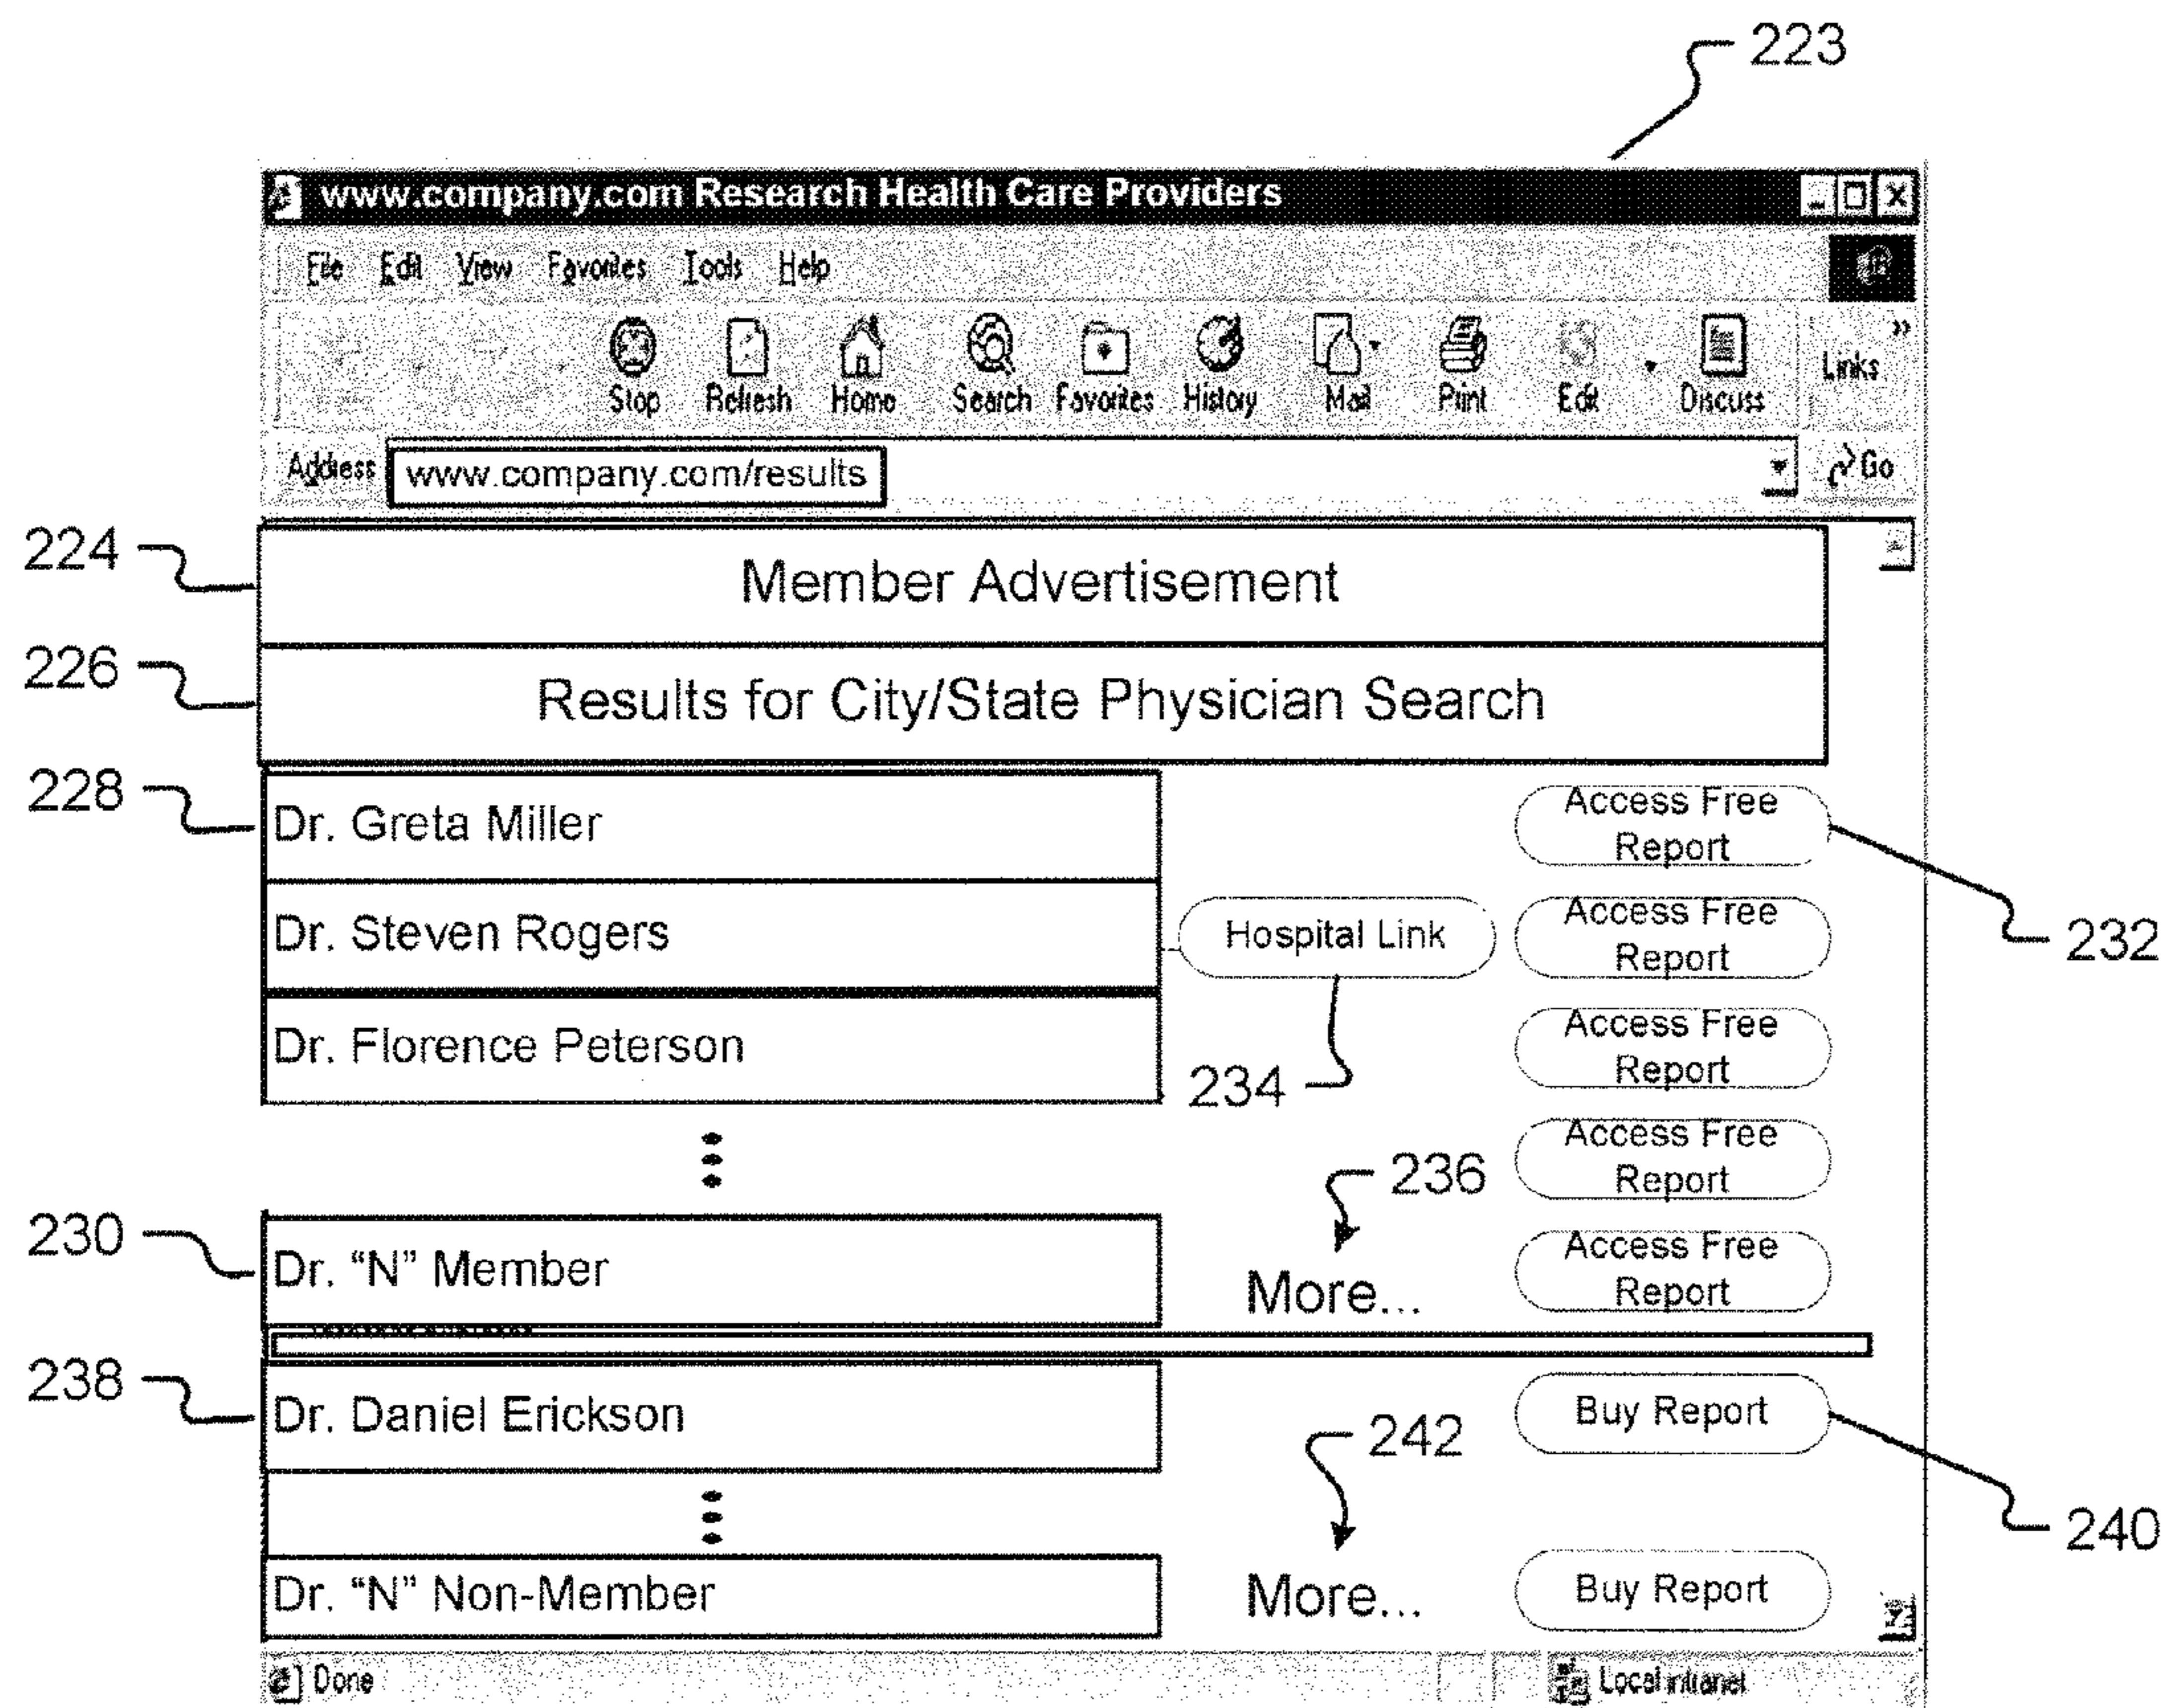 223
www.company.com Research Health Care Providers
File Edit View Favorites Tools Help
Stop Refresh Home Search Favorites History Mail Print Edit Discuss Links »
Address www.company.com/results Go
224
Member Advertisement
226
Results for City/State Physician Search
228
Dr. Greta Miller
Access Free
Report
232
Dr. Steven Rogers
Hospital Link
Access Free
Report
234
Dr. Florence Peterson
Access Free
Report
Access Free
Report
236
230
Dr. “N” Member
More...
Access Free
Report
238
Dr. Daniel Erickson
Buy Report
240
242
Dr. “N” Non-Member
More...
Buy Report
Done
Local intranet